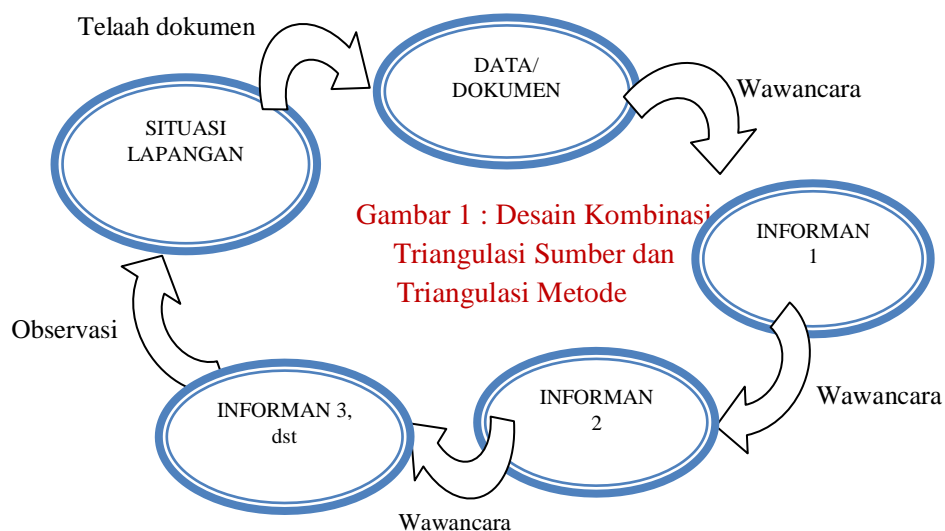 Telaah dokumen
DATA/
DOKUMEN
Wawancara
SITUASI
LAPANGAN
Gambar 1 : Desain Kombinasi
Triangulasi Sumber dan
Triangulasi Metode
INFORMAN
1
Observasi
Wawancara
INFORMAN
2
INFORMAN 3,
dst
Wawancara